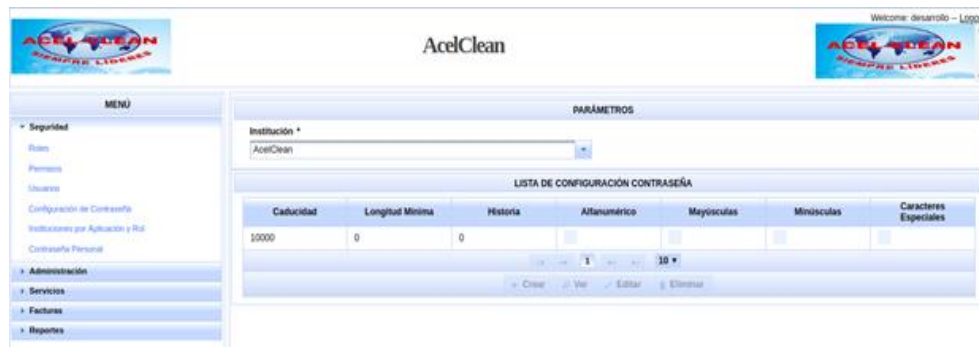 Welcome: desarrollo – Logo
ACEL CLEAN
SIEMPRE LÍDERES
AcelClean
ACEL CLEAN
SIEMPRE LÍDERES
MENÚ
Seguridad
Roles
Permisos
Usuarios
Configuración de Contraseña
Instituciones por Aplicación y Rol
Contraseña Personal
Administración
Servicios
Facturas
Reportes
PARÁMETROS
Institución *
AcelClean
LISTA DE CONFIGURACIÓN CONTRASEÑA
Caducidad Longitud Mínima Historia Alfanumérico Mayúsculas Minúsculas Caracteres Especiales
10000 0 0
1 10
Crear Ver Editar Eliminar